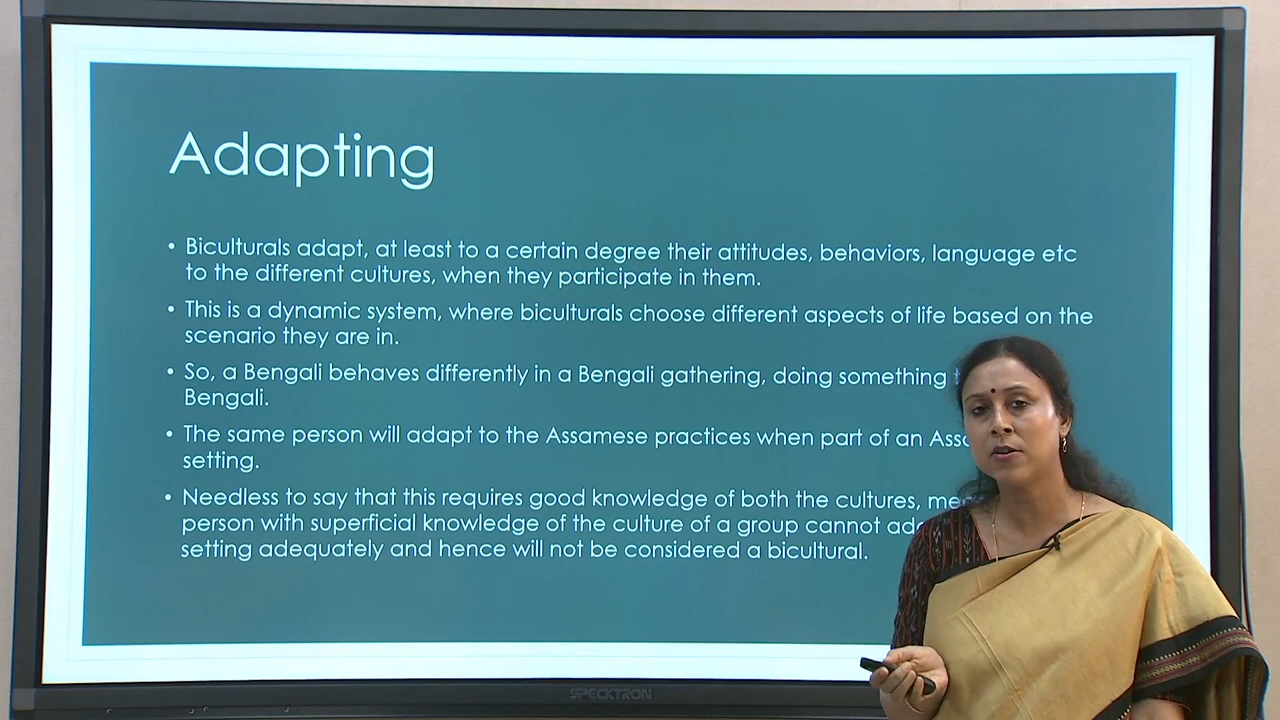 Adapting
• Biculturals adapt, at least to a certain degree their attitudes, behaviors, language etc
to the different cultures, when they participate in them.
• This is a dynamic system, where biculturals choose different aspects of life based on the
scenario they are in.
• So, a Bengali behaves differently in a Bengali gathering, doing something
Bengali.
• The same person will adapt to the Assamese practices when part of an
setting.
• Needless to say that this requires good knowledge of both the cultures,
person with superficial knowledge of the culture of a group cannot
setting adequately and hence will not be considered a bicultural.
SPECKTRON